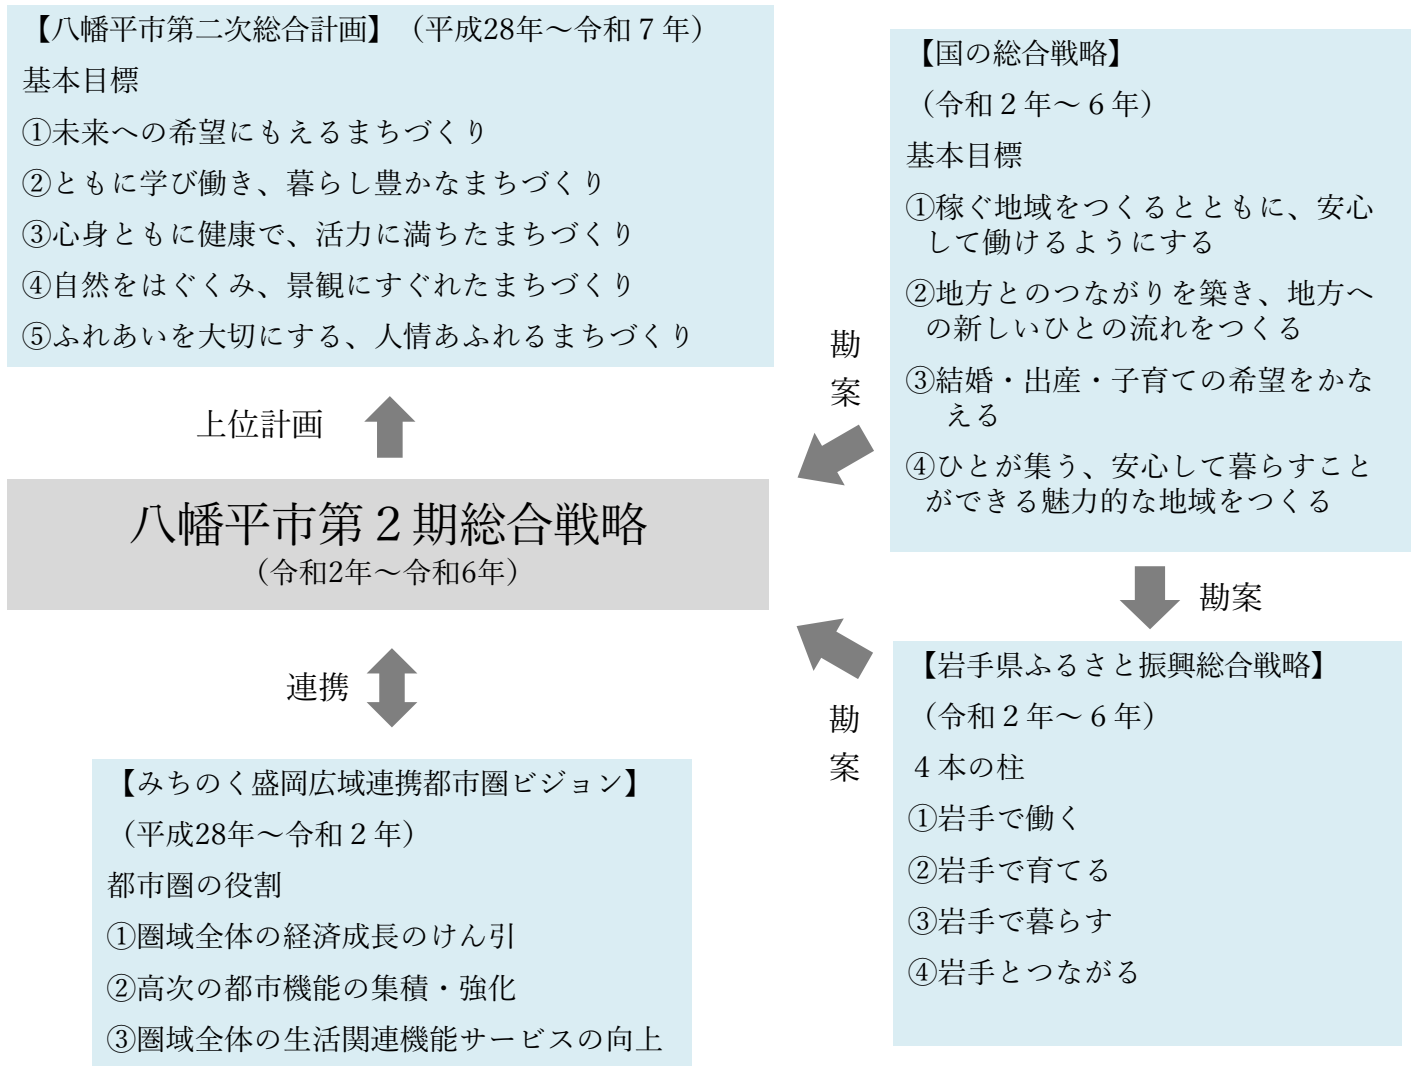 【八幡平市第二次総合計画】（平成28年～令和７年）
基本目標
①未来への希望にもえるまちづくり
②ともに学び働き、暮らし豊かなまちづくり
③心身ともに健康で、活力に満ちたまちづくり
④自然をはぐくみ、景観にすぐれたまちづくり
⑤ふれあいを大切にする、人情あふれるまちづくり
上位計画
八幡平市第２期総合戦略
（令和2年～令和6年）
連携
【みちのく盛岡広域連携都市圏ビジョン】
（平成28年～令和２年）
都市圏の役割
①圏域全体の経済成長のけん引
②高次の都市機能の集積・強化
③圏域全体の生活関連機能サービスの向上
勘案
【国の総合戦略】
（令和２年～６年）
基本目標
①稼ぐ地域をつくるとともに、安心
して働けるようにする
②地方とのつながりを築き、地方へ
の新しいひとの流れをつくる
③結婚・出産・子育ての希望をかな
える
④ひとが集う、安心して暮らすこと
ができる魅力的な地域をつくる
勘案
勘案
【岩手県ふるさと振興総合戦略】
（令和２年～６年）
４本の柱
①岩手で働く
②岩手で育てる
③岩手で暮らす
④岩手とつながる